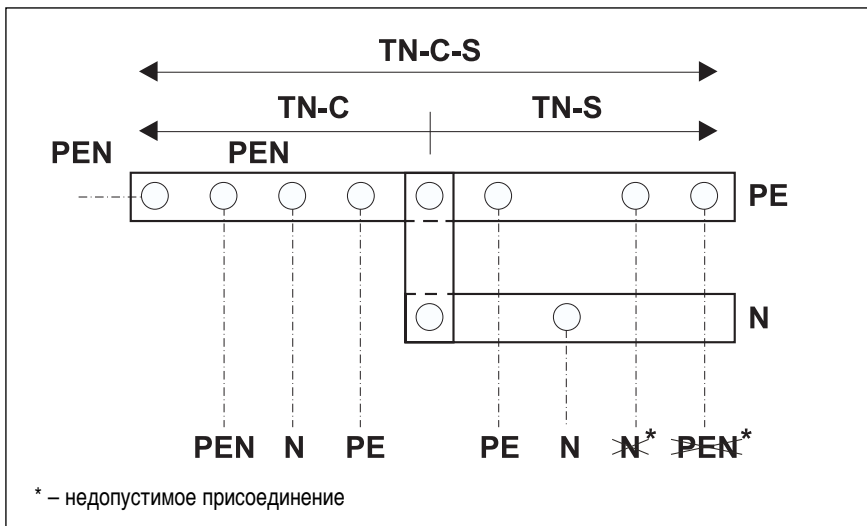 TN-C-S
TN-C TN-S
PEN PEN
PE
N
PEN N PE PE N N* PEN*
* – недопустимое присоединение